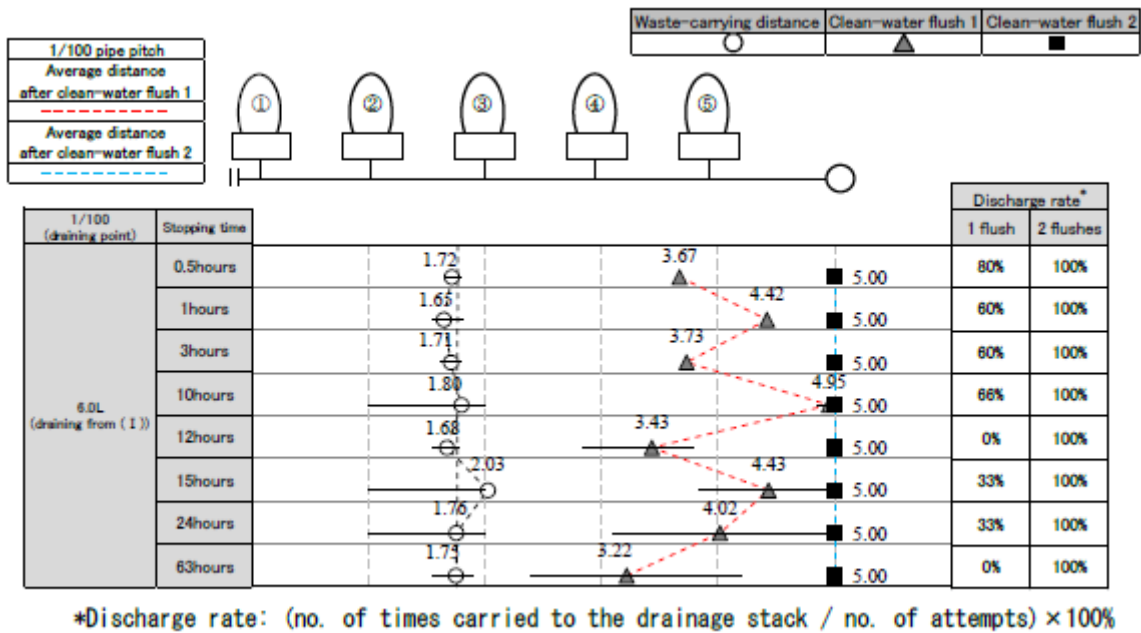 Waste-carrying distance Clean-water flush 1 Clean-water flush 2
1/100 pipe pitch
Average distance
after clean-water flush 1
Average distance
after clean-water flush 2
① ② ③ ④ ⑤
Discharge rate*
1/100
(draining point) Stopping time 1 flush 2 flushes
0.5hours 1.72 3.67 5.00 80% 100%
1hours 1.65 4.42 5.00 60% 100%
3hours 1.71 3.73 5.00 60% 100%
10hours 1.80 4.95 5.00 66% 100%
6.0L
(draining from (I))
12hours 1.68 3.43 5.00 0% 100%
15hours 2.03 4.43 5.00 33% 100%
24hours 1.76 4.02 5.00 33% 100%
63hours 1.75 3.22 5.00 0% 100%
*Discharge rate: (no. of times carried to the drainage stack / no. of attempts)×100%